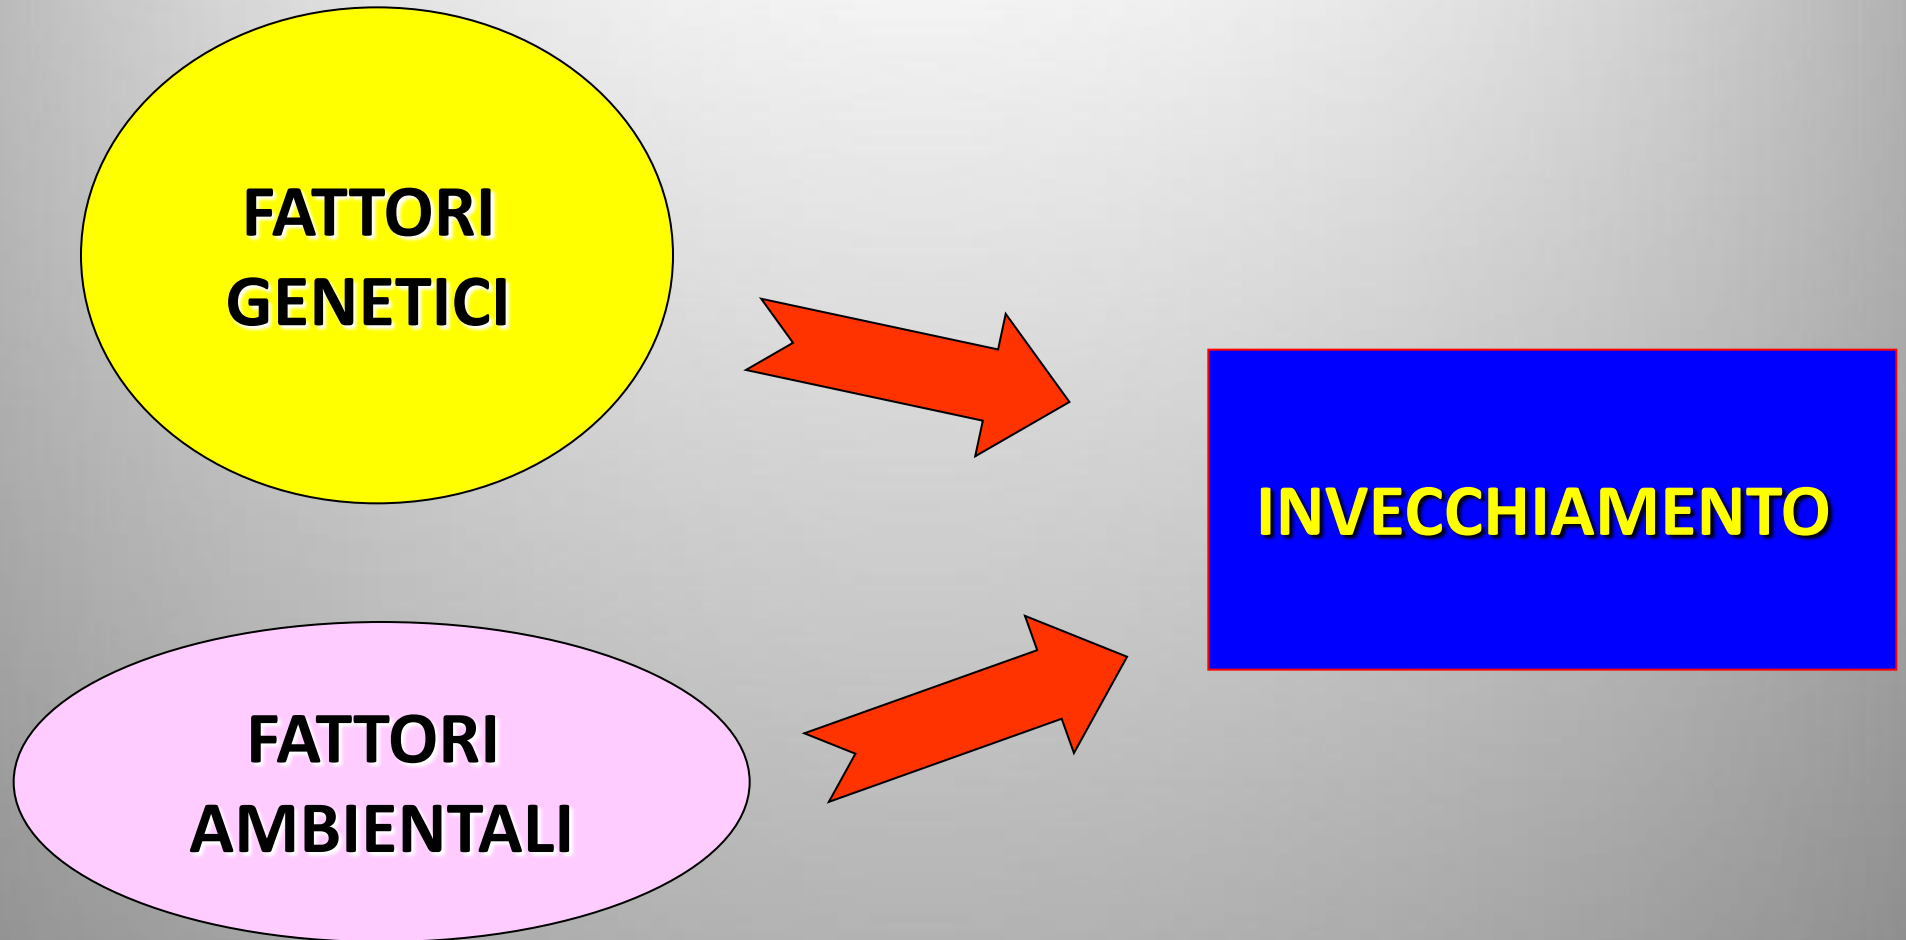 FATTORI
GENETICI
INVECCHIAMENTO
FATTORI
AMBIENTALI